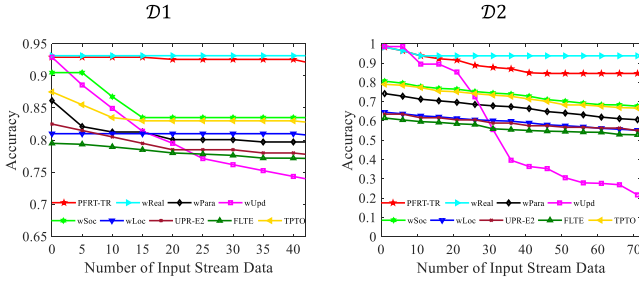 𝒟1
0.95
0.9
0.85
0.8
0.75
0.7
0.65
Accuracy
PFRT-TR wReal wPara wUpd
wSoc wLoc UPR-E2 FLTE TPTO
0 5 10 15 20 25 30 35 40
Number of Input Stream Data
𝒟2
1
0.9
0.8
0.7
0.6
0.5
0.4
0.3
0.2
0.1
0
Accuracy
PFRT-TR wReal wPara wUpd
wSoc wLoc UPR-E2 FLTE TPTO
0 10 20 30 40 50 60 70
Number of Input Stream Data